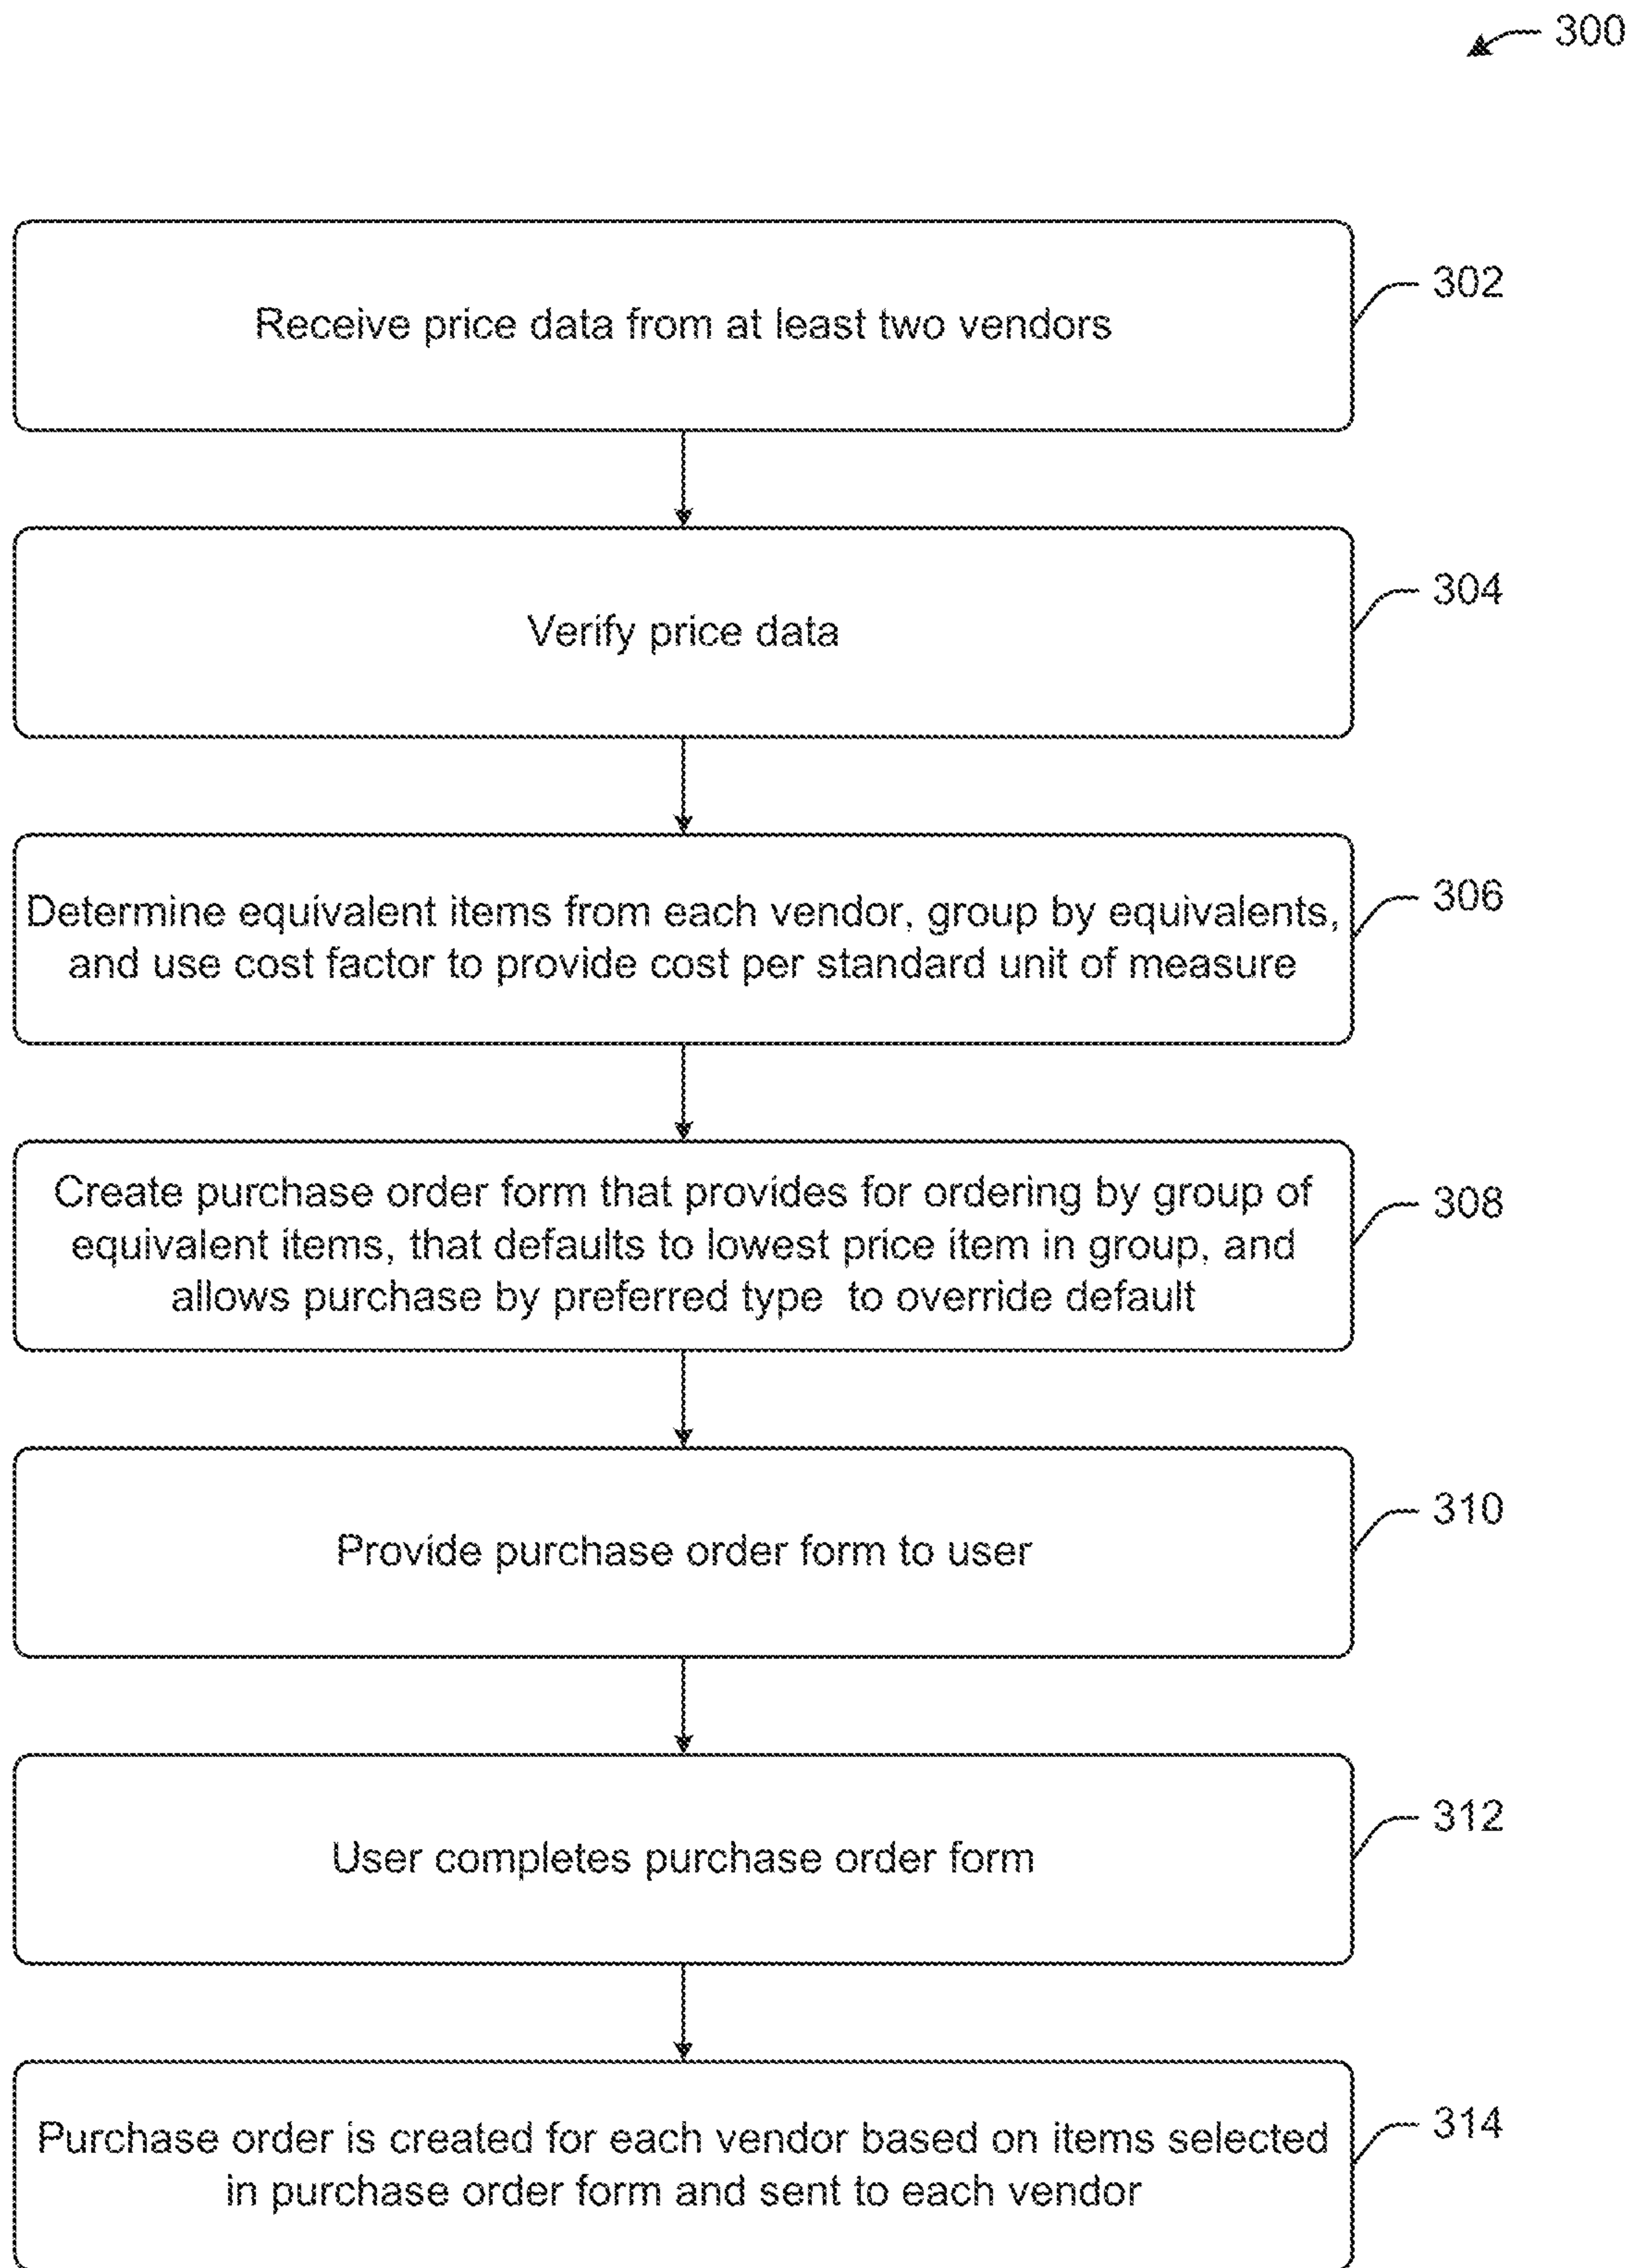 300
Receive price data from at least two vendors
302
Verify price data
304
Determine equivalent items from each vendor, group by equivalents,
and use cost factor to provide cost per standard unit of measure
306
Create purchase order form that provides for ordering by group of
equivalent items, that defaults to lowest price item in group, and
allows purchase by preferred type to override default
308
Provide purchase order form to user
310
User completes purchase order form
312
Purchase order is created for each vendor based on items selected
in purchase order form and sent to each vendor
314